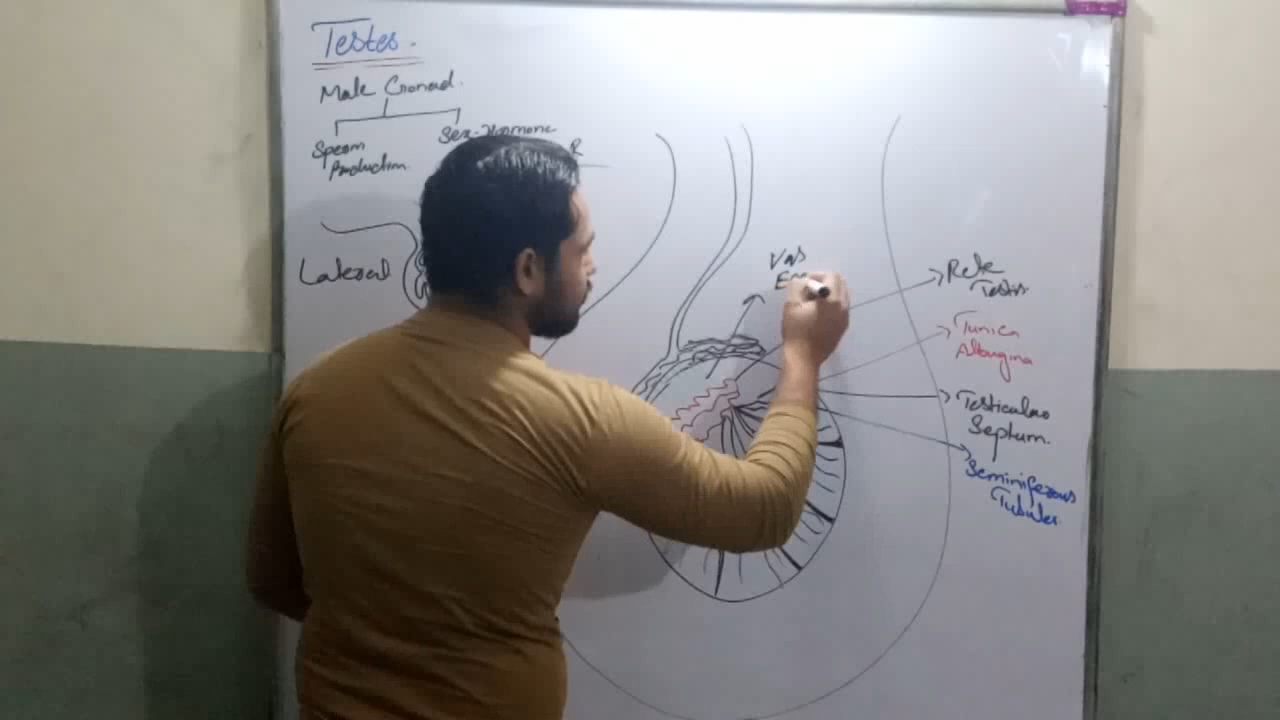 Testes.
Male Gonad.
Sperm
Production.
Sex-Hormone
R
Lateral
Vas
Rete
Testis.
Tunica
Albugina
Testicular
Septum.
Seminiferous
Tubules.